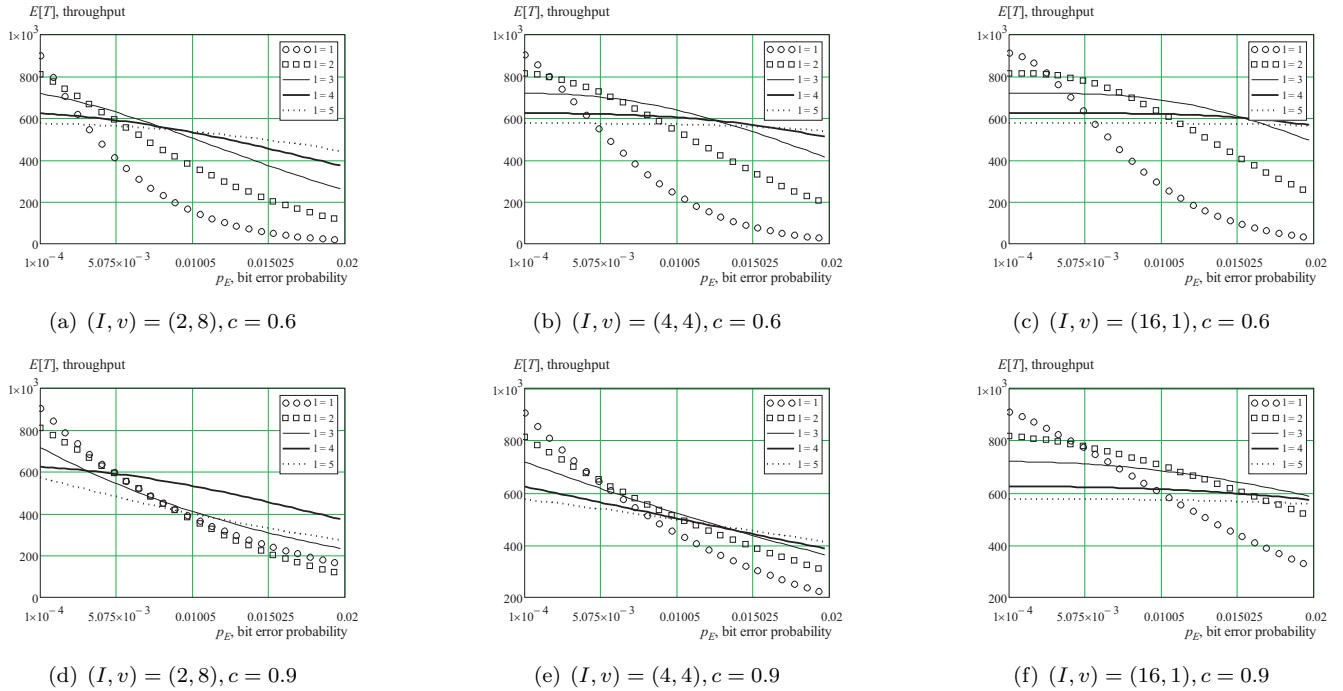 E[T], throughput
1×10³
800
600
400
200
0
1×10⁻⁴
5.075×10⁻³
0.01005
0.015025
0.02
p_E, bit error probability
l = 1
l = 2
l = 3
l = 4
l = 5
(a) (I, v) = (2, 8), c = 0.6
E[T], throughput
1×10³
800
600
400
200
0
1×10⁻⁴
5.075×10⁻³
0.01005
0.015025
0.02
p_E, bit error probability
l = 1
l = 2
l = 3
l = 4
l = 5
(b) (I, v) = (4, 4), c = 0.6
E[T], throughput
1×10³
800
600
400
200
0
1×10⁻⁴
5.075×10⁻³
0.01005
0.015025
0.02
p_E, bit error probability
l = 1
l = 2
l = 3
l = 4
l = 5
(c) (I, v) = (16, 1), c = 0.6
E[T], throughput
1×10³
800
600
400
200
0
1×10⁻⁴
5.075×10⁻³
0.01005
0.015025
0.02
p_E, bit error probability
l = 1
l = 2
l = 3
l = 4
l = 5
(d) (I, v) = (2, 8), c = 0.9
E[T], throughput
1×10³
800
600
400
200
1×10⁻⁴
5.075×10⁻³
0.01005
0.015025
0.02
p_E, bit error probability
l = 1
l = 2
l = 3
l = 4
l = 5
(e) (I, v) = (4, 4), c = 0.9
E[T], throughput
1×10³
800
600
400
200
1×10⁻⁴
5.075×10⁻³
0.01005
0.015025
0.02
p_E, bit error probability
l = 1
l = 2
l = 3
l = 4
l = 5
(f) (I, v) = (16, 1), c = 0.9